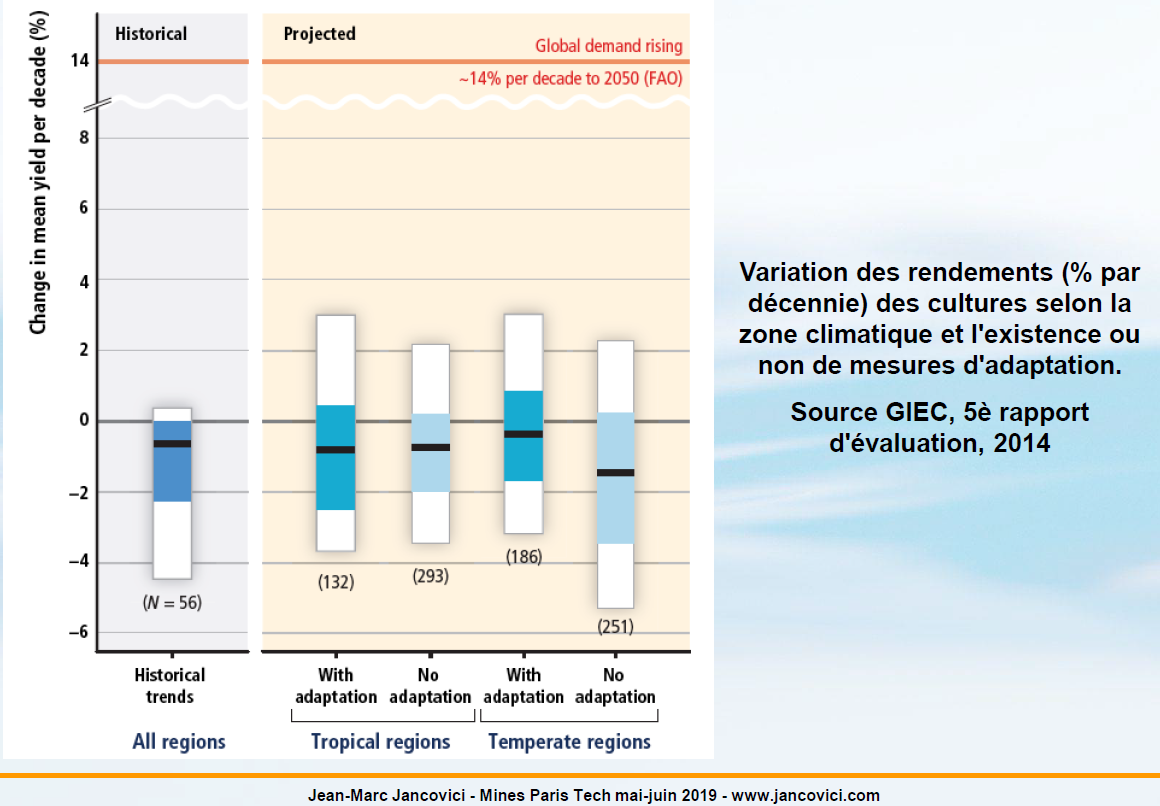 Change in mean yield per decade (%)
Historical
Projected
Global demand rising
~14% per decade to 2050 (FAO)
14
8
6
4
2
0
–2
–4
–6
(N = 56)
(132)
(293)
(186)
(251)
Historical
trends
With
adaptation
No
adaptation
With
adaptation
No
adaptation
All regions
Tropical regions
Temperate regions
Variation des rendements (% par
décennie) des cultures selon la
zone climatique et l'existence ou
non de mesures d'adaptation.
Source GIEC, 5è rapport
d'évaluation, 2014
Jean-Marc Jancovici - Mines Paris Tech mai-juin 2019 - www.jancovici.com